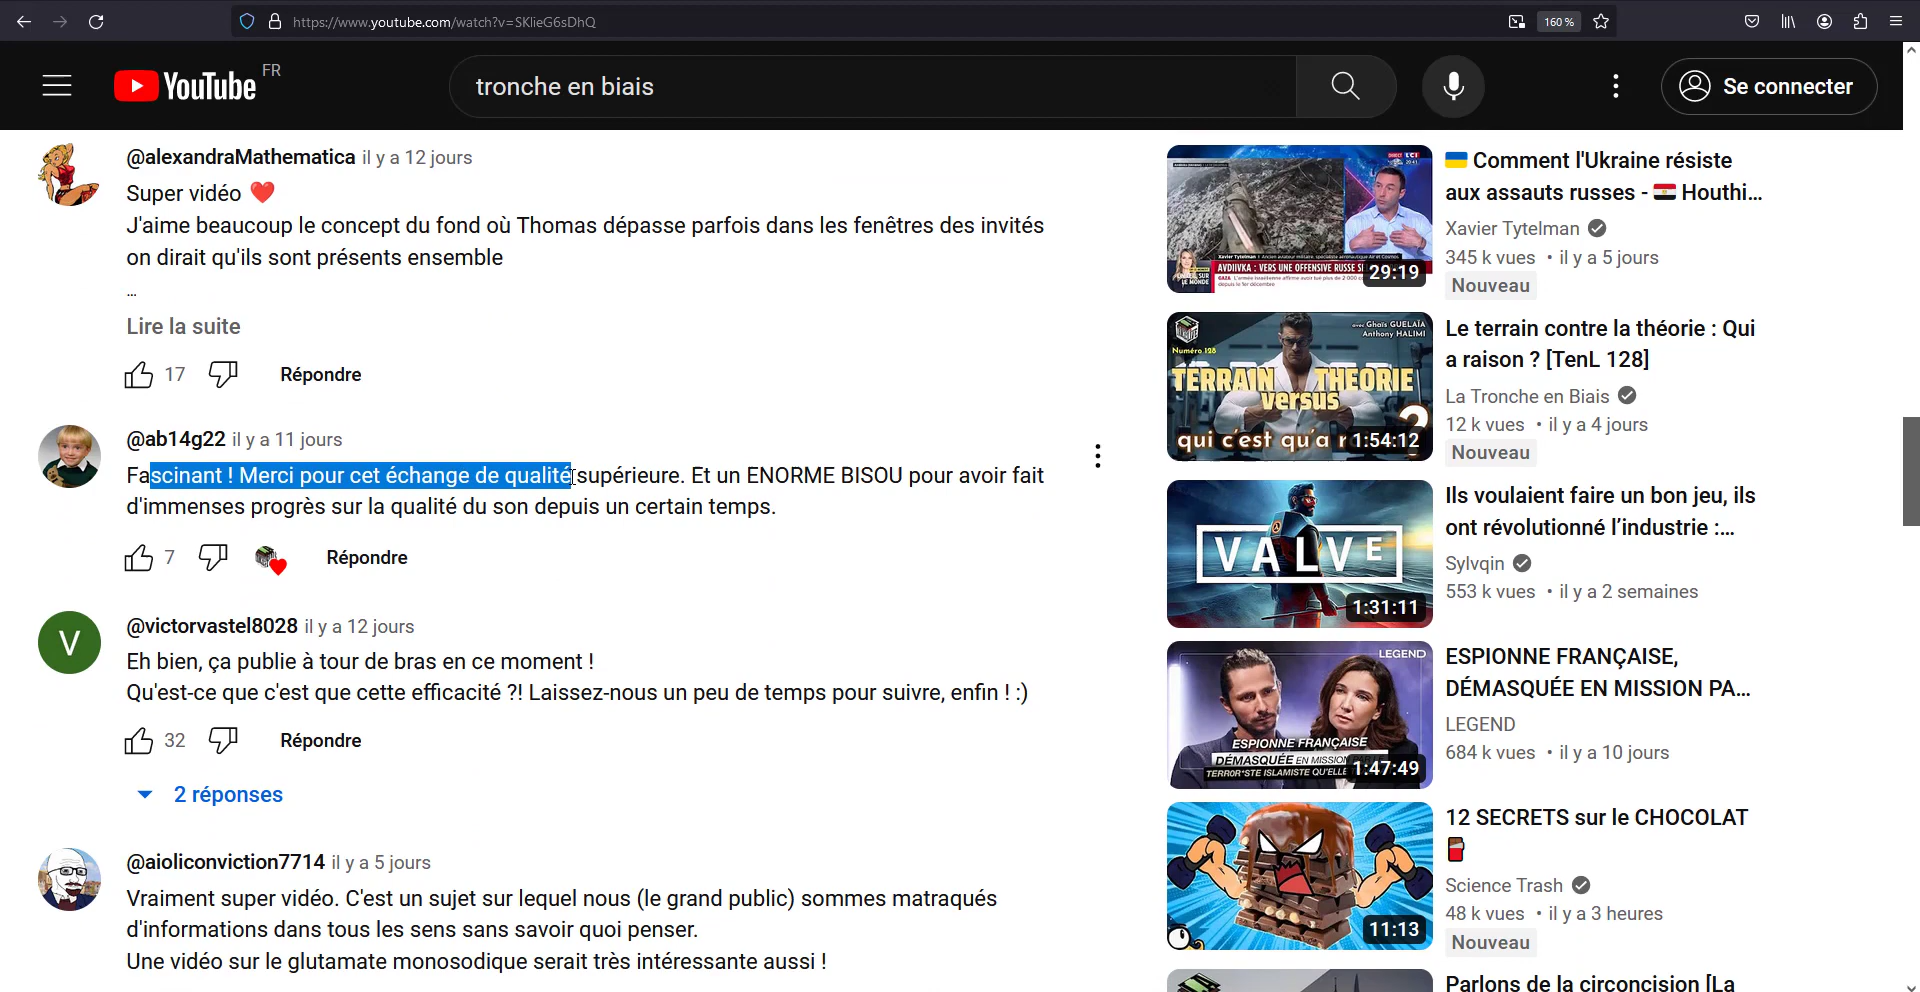 https://www.youtube.com/watch?v=SKlieG6sDhQ
160 %
YouTube FR
tronche en biais
Se connecter
@alexandraMathematica il y a 12 jours
Super vidéo ❤️
J'aime beaucoup le concept du fond où Thomas dépasse parfois dans les fenêtres des invités
on dirait qu'ils sont présents ensemble
...
Lire la suite
17 Répondre
@ab14g22 il y a 11 jours
Fascinant ! Merci pour cet échange de qualité supérieure. Et un ENORME BISOU pour avoir fait
d'immenses progrès sur la qualité du son depuis un certain temps.
7 Répondre
V
@victorvastel8028 il y a 12 jours
Eh bien, ça publie à tour de bras en ce moment !
Qu'est-ce que c'est que cette efficacité ?! Laissez-nous un peu de temps pour suivre, enfin ! :)
32 Répondre
2 réponses
@aioliconviction7714 il y a 5 jours
Vraiment super vidéo. C'est un sujet sur lequel nous (le grand public) sommes matraqués
d'informations dans tous les sens sans savoir quoi penser.
Une vidéo sur le glutamate monosodique serait très intéressante aussi !
DIRECT LCI
20:41
Xavier Tytelman
AVDIIVKA : VERS UNE OFFENSIVE RUSSE
29:19
🇺🇦 Comment l'Ukraine résiste
aux assauts russes - 🇪🇬 Houthi...
Xavier Tytelman
345 k vues • il y a 5 jours
Nouveau
avec Ghaïs GUELAÏA
Anthony HALIMI
Numéro 128
TERRAIN THEORIE
versus
?
qui c'est qu'a r
1:54:12
Le terrain contre la théorie : Qui
a raison ? [TenL 128]
La Tronche en Biais
12 k vues • il y a 4 jours
Nouveau
VALVE
1:31:11
Ils voulaient faire un bon jeu, ils
ont révolutionné l’industrie :...
Sylvqin
553 k vues • il y a 2 semaines
LEGEND
ESPIONNE FRANÇAISE
DÉMASQUÉE EN MISSION
TERR0R*STE ISLAMISTE QU'ELLE
1:47:49
ESPIONNE FRANÇAISE,
DÉMASQUÉE EN MISSION PA...
LEGEND
684 k vues • il y a 10 jours
11:13
12 SECRETS sur le CHOCOLAT
🍫
Science Trash
48 k vues • il y a 3 heures
Nouveau
Parlons de la circoncision [La